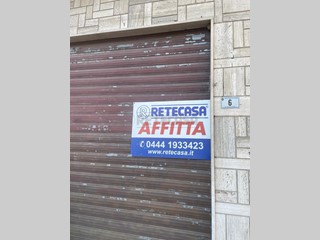 RETECASA
AFFITTA
✆ 0444 1933423
www.retecasa.it
6